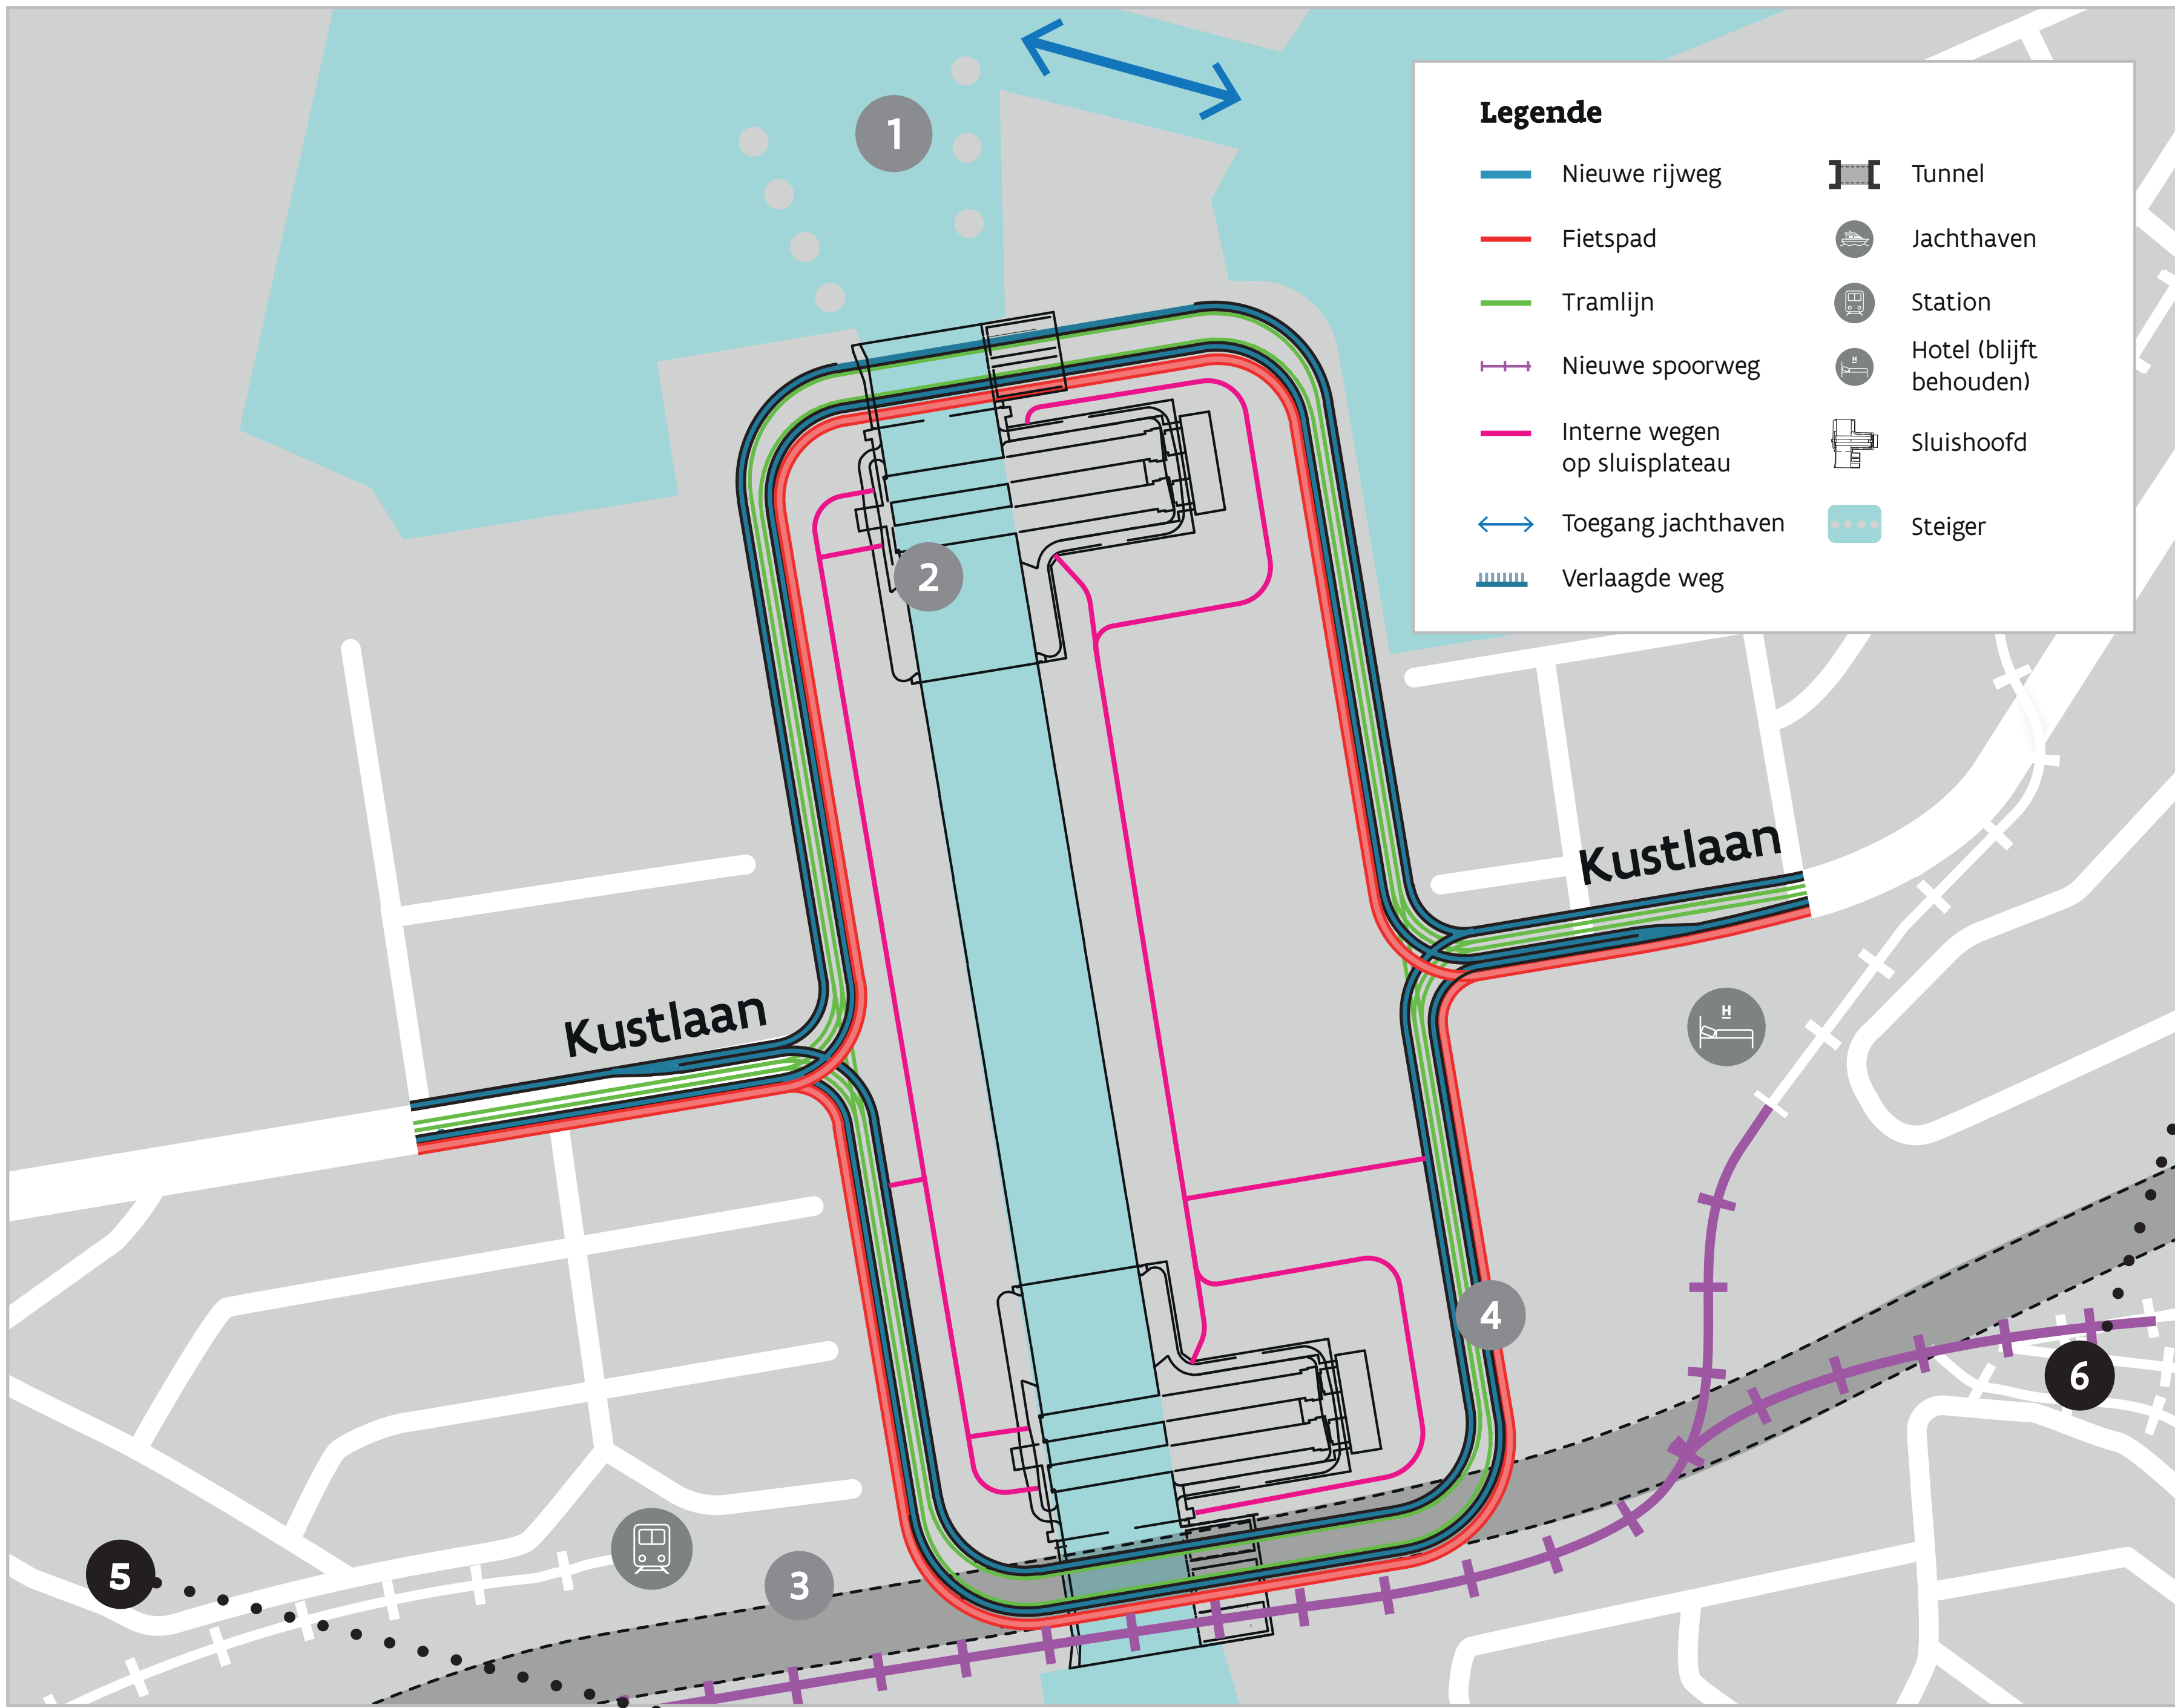 1
Legende
Nieuwe rijweg
Fietspad
Tramlijn
Nieuwe spoorweg
Interne wegen
op sluisplateau
Toegang jachthaven
Verlaagde weg
Tunnel
Jachthaven
Station
Hotel (blijft
behouden)
Sluishoofd
Steiger
2
Kustlaan
Kustlaan
H
4
6
5
3